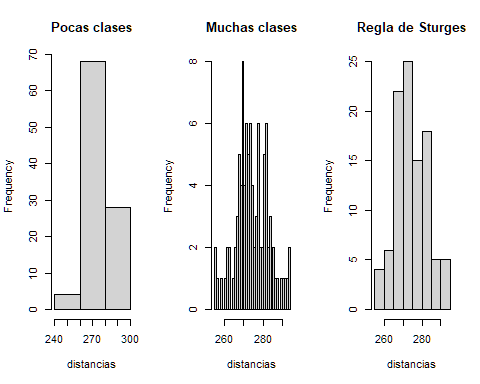 Pocas clases
Frequency
0 10 20 30 40 50 60 70
240 270 300
distancias
Muchas clases
Frequency
0 2 4 6 8
260 280
distancias
Regla de Sturges
Frequency
0 5 10 15 20 25
260 280
distancias